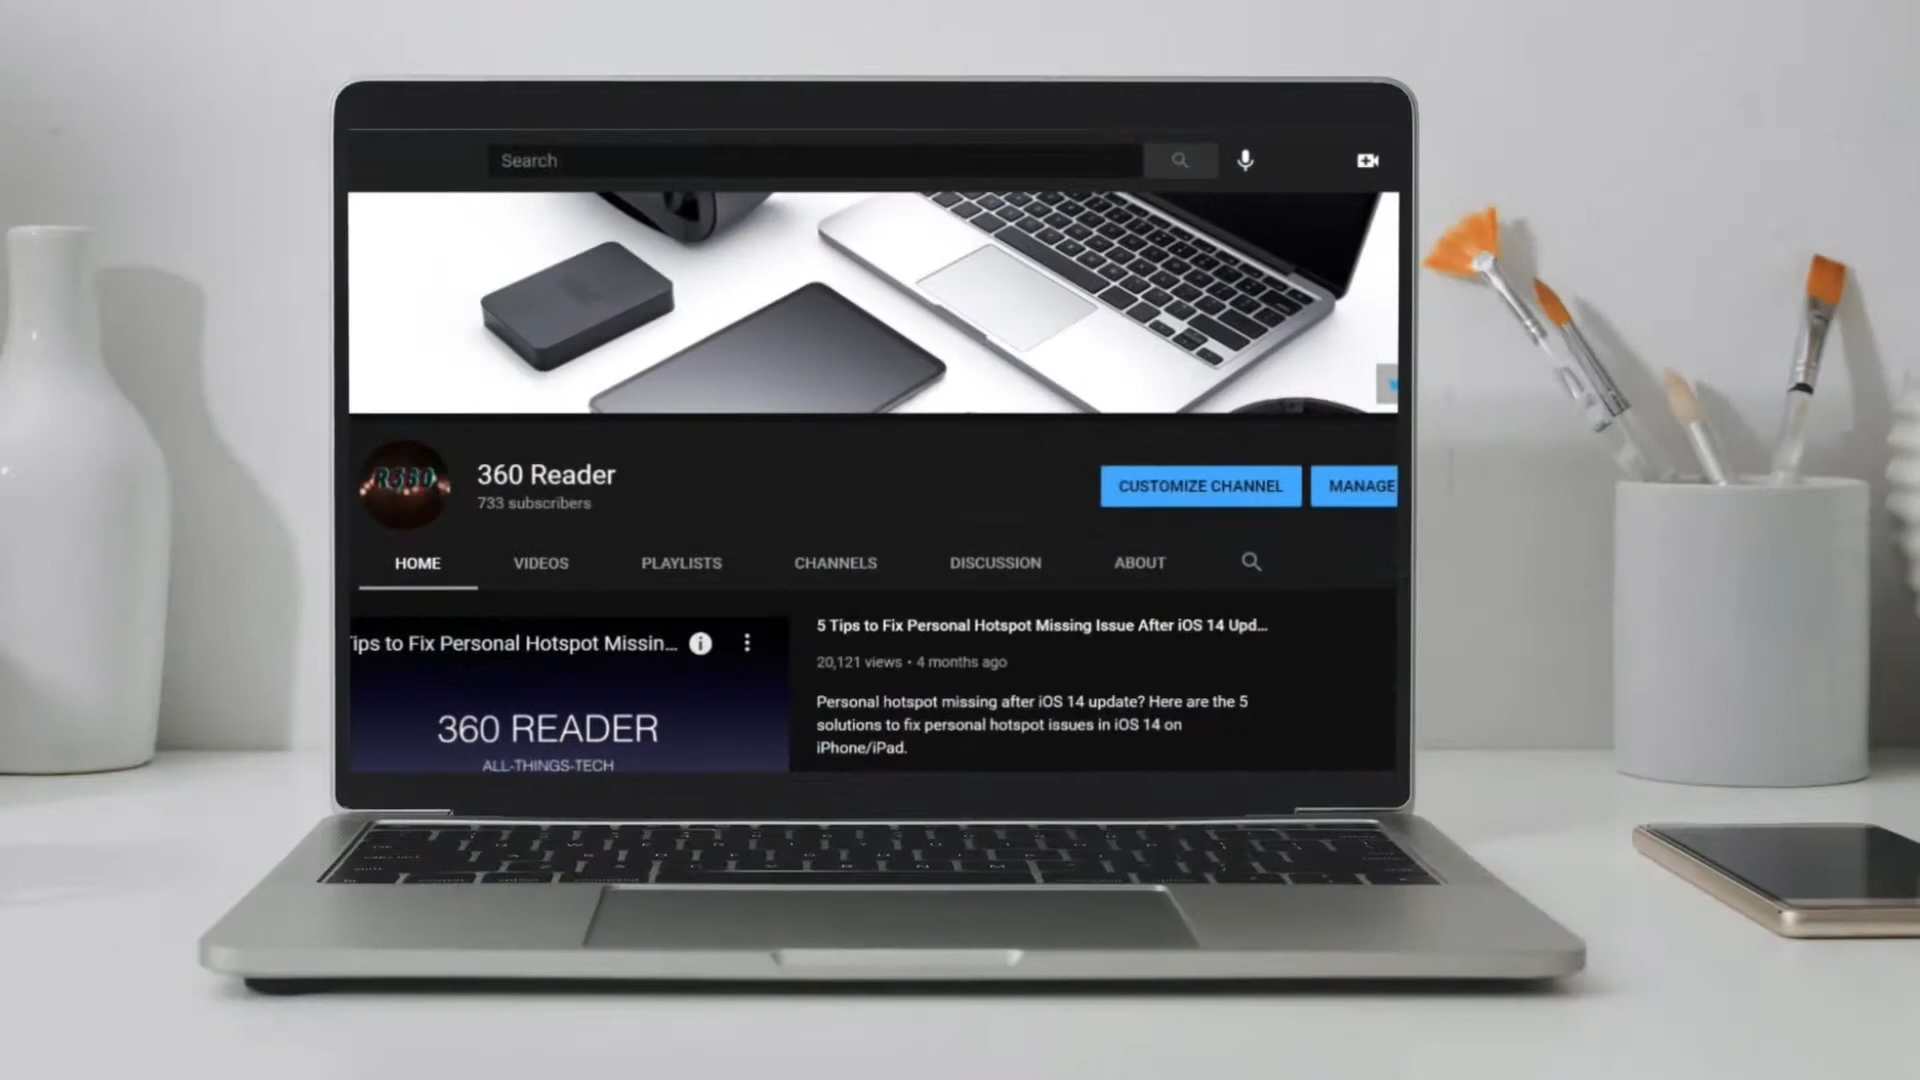 Search
R360
360 Reader
733 subscribers
CUSTOMIZE CHANNEL
MANAGE
HOME
VIDEOS
PLAYLISTS
CHANNELS
DISCUSSION
ABOUT
ips to Fix Personal Hotspot Missin...
360 READER
ALL-THINGS-TECH
5 Tips to Fix Personal Hotspot Missing Issue After iOS 14 Upd...
20,121 views • 4 months ago
Personal hotspot missing after iOS 14 update? Here are the 5
solutions to fix personal hotspot issues in iOS 14 on
iPhone/iPad.